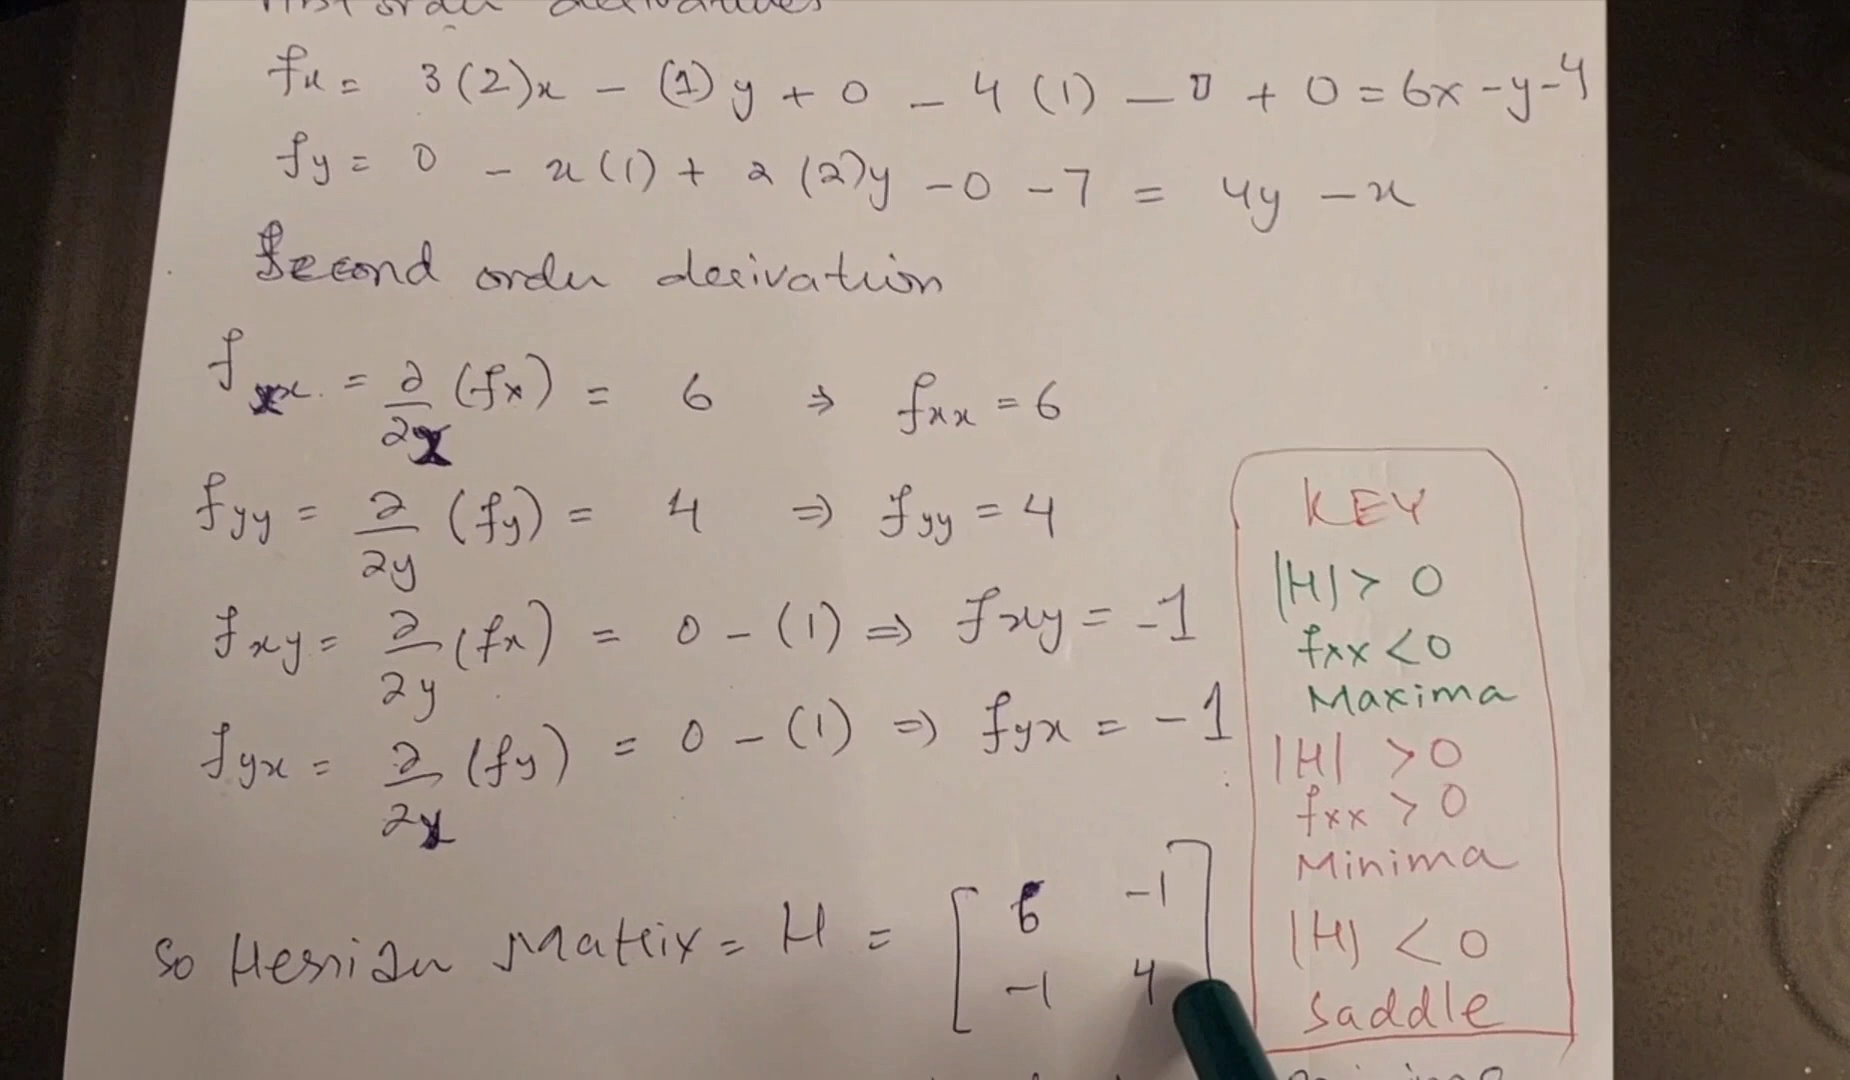 First order derivatives
fx = 3(2)x - (1)y + 0 - 4(1) - 0 + 0 = 6x - y - 4
fy = 0 - x(1) + 2(2)y - 0 - 7 = 4y - x
Second order derivation
fxx = ∂/∂x (fx) = 6 ⇒ fxx = 6
fyy = ∂/∂y (fy) = 4 ⇒ fyy = 4
fxy = ∂/∂y (fx) = 0 - (1) ⇒ fxy = -1
fyx = ∂/∂x (fy) = 0 - (1) ⇒ fyx = -1
So Hessian Matrix = H = [6 -1
-1 4]
KEY
|H| > 0
fxx < 0
Maxima
|H| > 0
fxx > 0
Minima
|H| < 0
Saddle